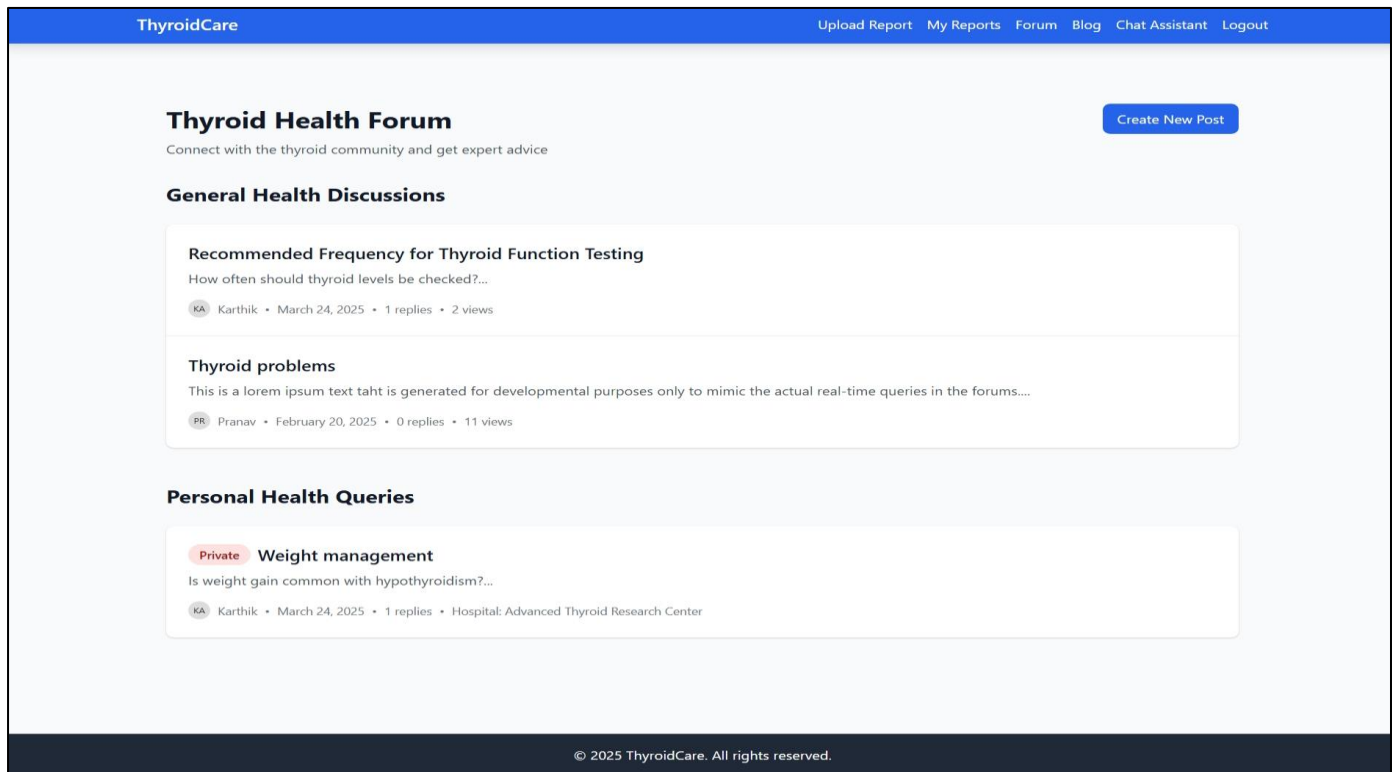 ThyroidCare Upload Report My Reports Forum Blog Chat Assistant Logout
Thyroid Health Forum
Create New Post
Connect with the thyroid community and get expert advice
General Health Discussions
Recommended Frequency for Thyroid Function Testing
How often should thyroid levels be checked?...
KA Karthik • March 24, 2025 • 1 replies • 2 views
Thyroid problems
This is a lorem ipsum text taht is generated for developmental purposes only to mimic the actual real-time queries in the forums....
PR Pranav • February 20, 2025 • 0 replies • 11 views
Personal Health Queries
Private Weight management
Is weight gain common with hypothyroidism?...
KA Karthik • March 24, 2025 • 1 replies • Hospital: Advanced Thyroid Research Center
© 2025 ThyroidCare. All rights reserved.